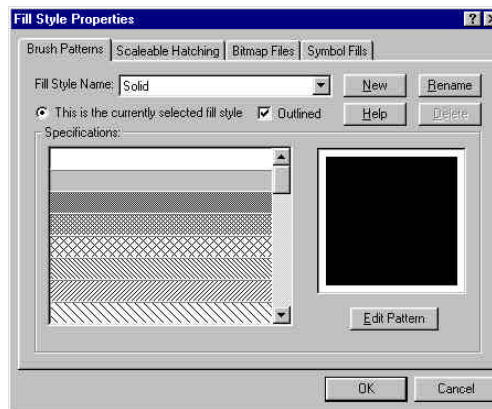 Fill Style Properties
Brush Patterns Scaleable Hatching Bitmap Files Symbol Fills
Fill Style Name: Solid New Rename
This is the currently selected fill style Outlined Help Delete
Specifications:
Edit Pattern
OK Cancel